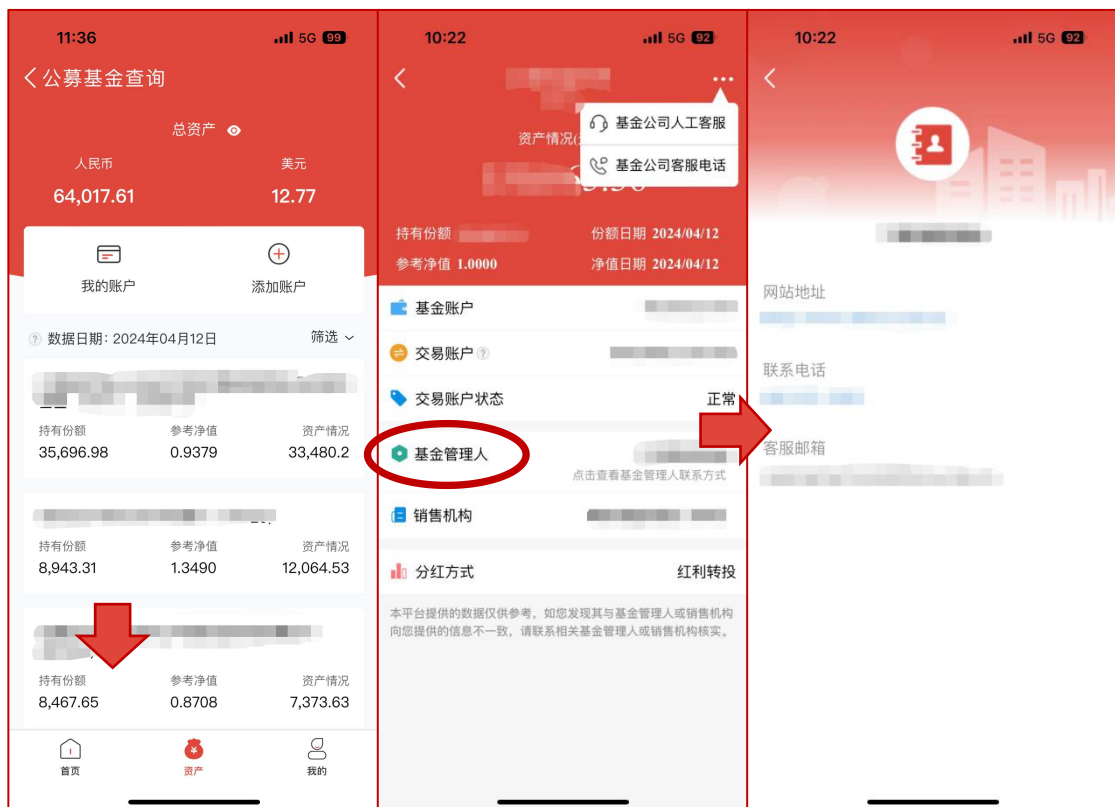 11:36
5G 99
公募基金查询
总资产
人民币 美元
64,017.61 12.77
我的账户 添加账户
数据日期：2024年04月12日 筛选
持有份额 参考净值 资产情况
35,696.98 0.9379 33,480.2
持有份额 参考净值 资产情况
8,943.31 1.3490 12,064.53
持有份额 参考净值 资产情况
8,467.65 0.8708 7,373.63
首页 资产 我的
10:22
5G 92
基金公司人工客服
资产情况
基金公司客服电话
持有份额 份额日期 2024/04/12
参考净值 1.0000 净值日期 2024/04/12
基金账户
交易账户
交易账户状态 正常
基金管理人
点击查看基金管理人联系方式
销售机构
分红方式 红利转投
本平台提供的数据仅供参考，如您发现其与基金管理人或销售机构
向您提供的信息不一致，请联系相关基金管理人或销售机构核实。
10:22
5G 92
网站地址
联系电话
客服邮箱